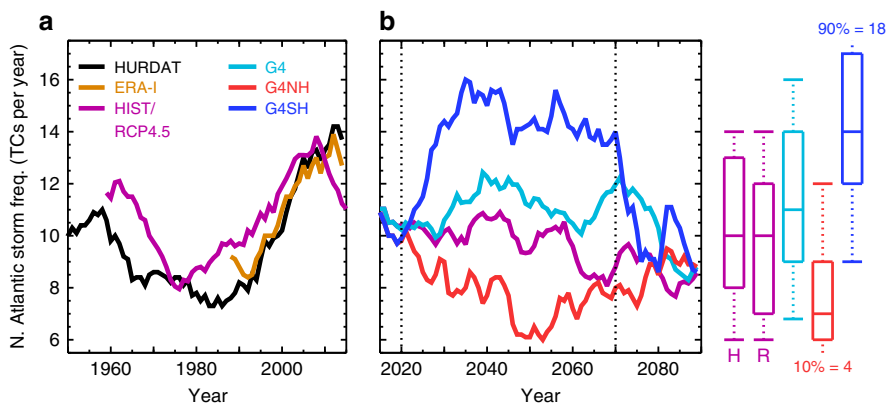 a
b
90% = 18
N. Atlantic storm freq. (TCs per year)
16
14
12
10
8
6
HURDAT
ERA-I
HIST/
RCP4.5
G4
G4NH
G4SH
1960
1980
2000
Year
2020
2040
2060
2080
Year
H
R
10% = 4